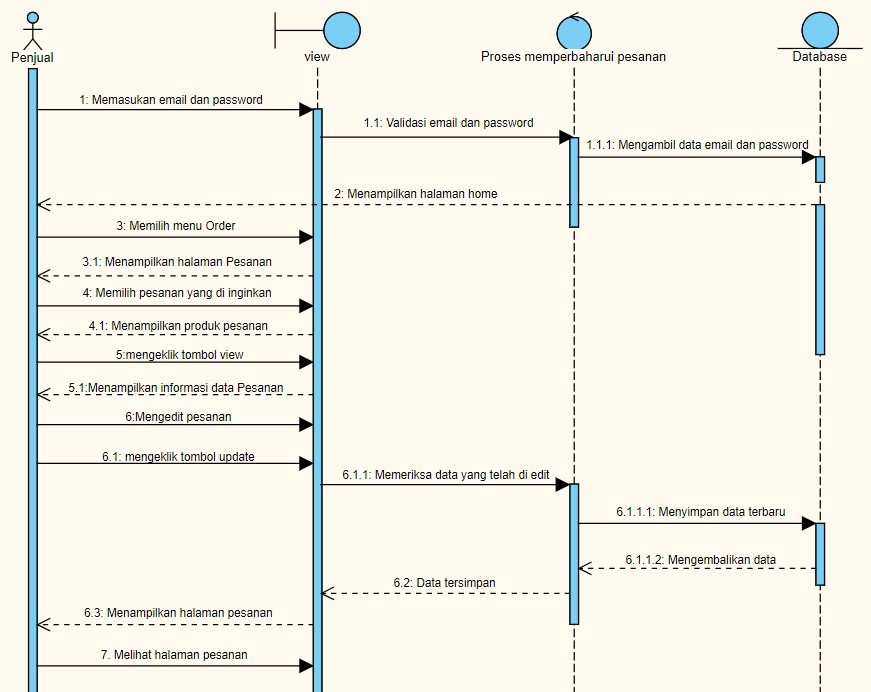 Penjual
view
Proses memperbaharui pesanan
Database
1: Memasukan email dan password
1.1: Validasi email dan password
1.1.1: Mengambil data email dan password
2: Menampilkan halaman home
3: Memilih menu Order
3.1: Menampilkan halaman Pesanan
4: Memilih pesanan yang di inginkan
4.1: Menampilkan produk pesanan
5:mengeklik tombol view
5.1:Menampilkan informasi data Pesanan
6:Mengedit pesanan
6.1: mengeklik tombol update
6.1.1: Memeriksa data yang telah di edit
6.1.1.1: Menyimpan data terbaru
6.1.1.2: Mengembalikan data
6.2: Data tersimpan
6.3: Menampilkan halaman pesanan
7. Melihat halaman pesanan